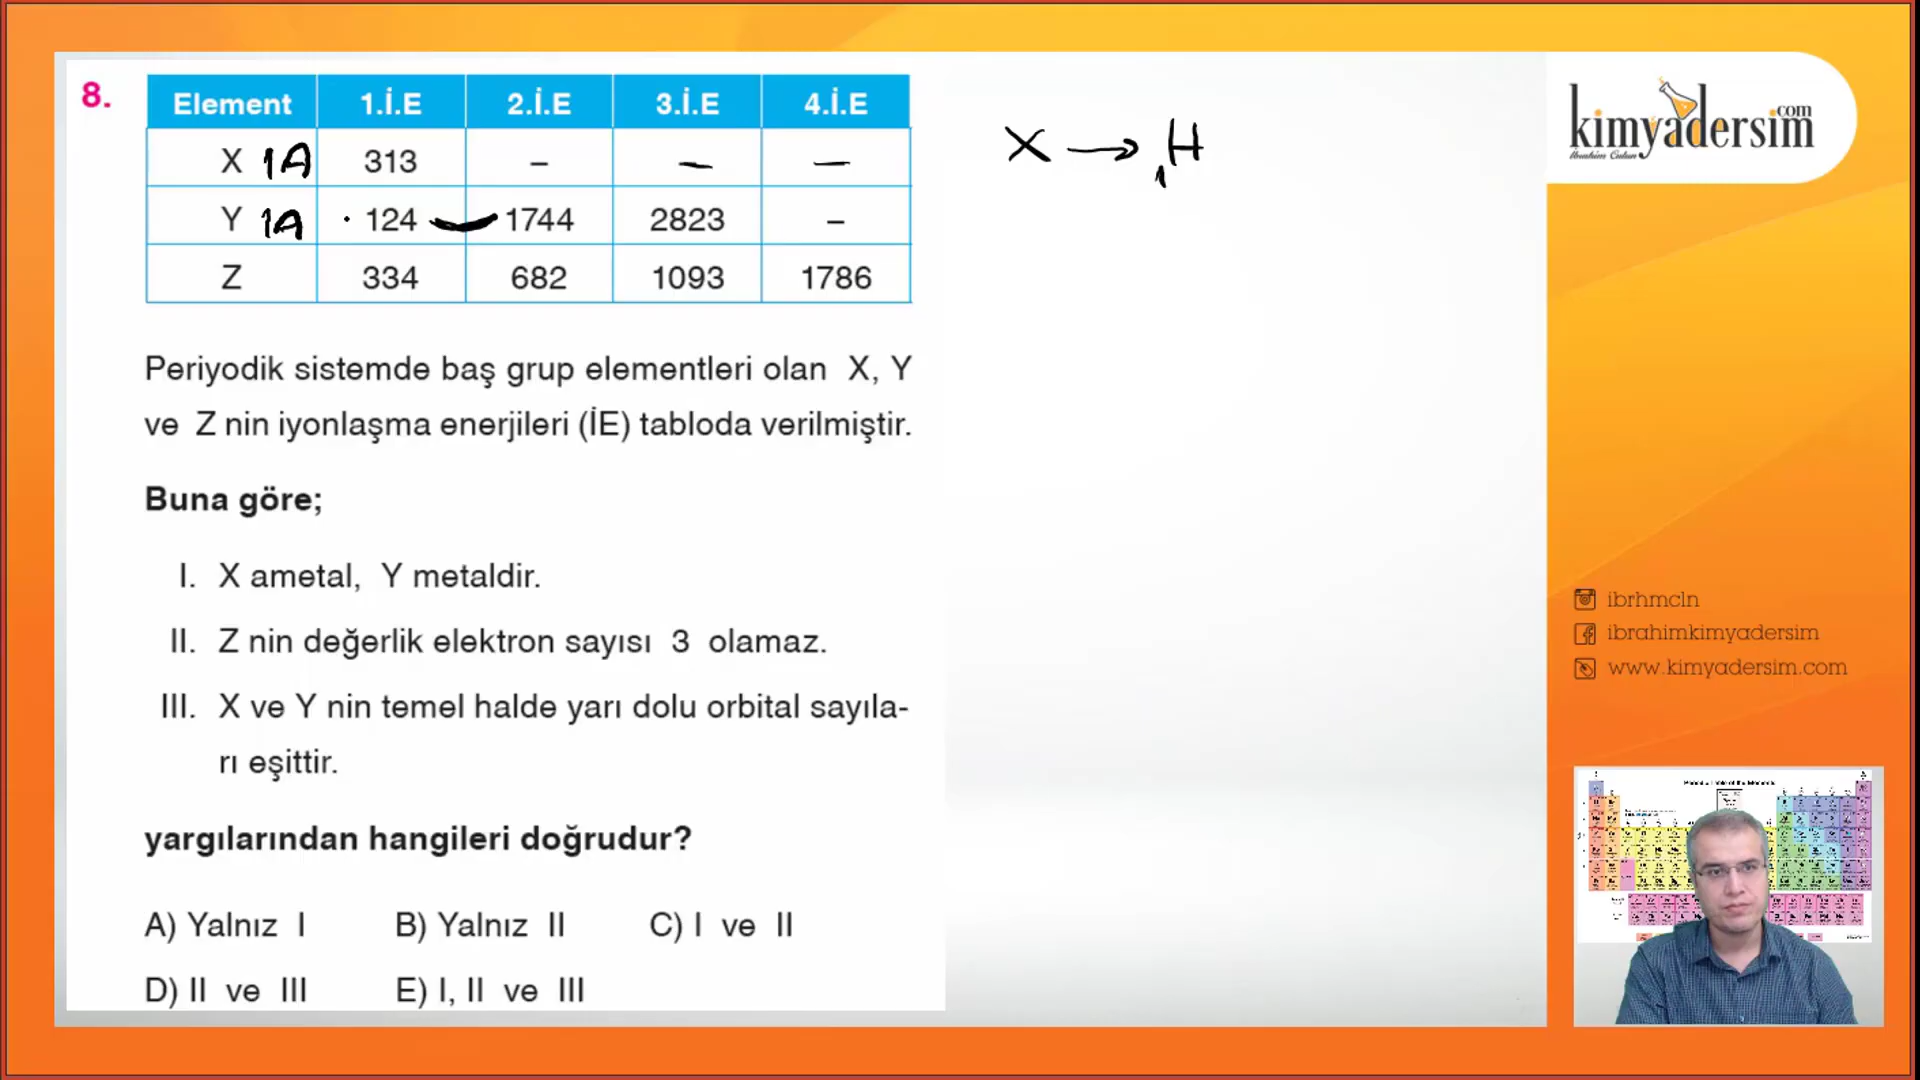 8.
Element 1.İ.E 2.İ.E 3.İ.E 4.İ.E
X 1A 313 – – –
Y 1A · 124 1744 2823 –
Z 334 682 1093 1786
X → ₁H
Periyodik sistemde baş grup elementleri olan X, Y
ve Z nin iyonlaşma enerjileri (İE) tabloda verilmiştir.
Buna göre;
I. X ametal, Y metaldir.
II. Z nin değerlik elektron sayısı 3 olamaz.
III. X ve Y nin temel halde yarı dolu orbital sayıla-
rı eşittir.
yargılarından hangileri doğrudur?
A) Yalnız I B) Yalnız II C) I ve II
D) II ve III E) I, II ve III
kimyadersim.com
ibrhmcln
ibrahimkimyadersim
www.kimyadersim.com